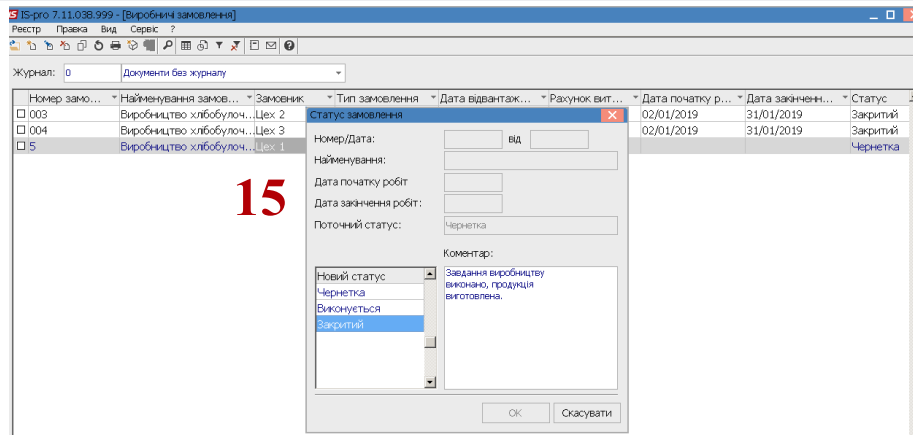 IS-pro 7.11.038.999 - [Виробничі замовлення]
Реєстр Правка Вид Сервіс ?
Журнал: 0 Документи без журналу
Номер замо... Найменування замов... Замовник Тип замовлення Дата відвантаж... Рахунок вит... Дата початку р... Дата закінченн... Статус
003 Виробництво хлібобулоч... Цех 2 02/01/2019 31/01/2019 Закритий
004 Виробництво хлібобулоч... Цех 3 02/01/2019 31/01/2019 Закритий
5 Виробництво хлібобулоч... Цех 1 Чернетка
15
Статус замовлення
Номер/Дата: від
Найменування:
Дата початку робіт
Дата закінчення робіт:
Поточний статус: Чернетка
Коментар:
Новий статус
Чернетка
Виконується
Закритий
Завдання виробництву
виконано, продукція
виготовлена.
OK Скасувати